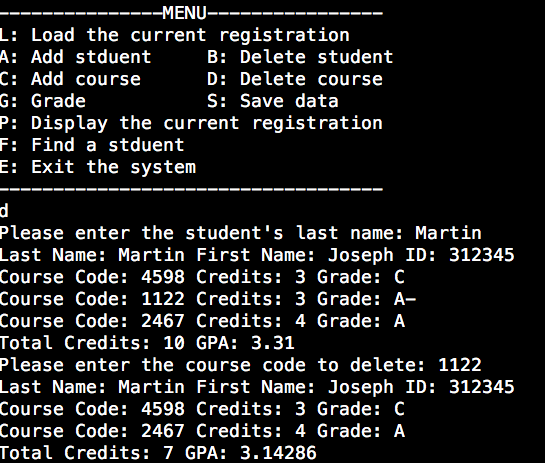 ---------------MENU----------------
L: Load the current registration
A: Add stduent     B: Delete student
C: Add course      D: Delete course
G: Grade           S: Save data
P: Display the current registration
F: Find a stduent
E: Exit the system
-----------------------------------
d
Please enter the student's last name: Martin
Last Name: Martin First Name: Joseph ID: 312345
Course Code: 4598 Credits: 3 Grade: C
Course Code: 1122 Credits: 3 Grade: A-
Course Code: 2467 Credits: 4 Grade: A
Total Credits: 10 GPA: 3.31
Please enter the course code to delete: 1122
Last Name: Martin First Name: Joseph ID: 312345
Course Code: 4598 Credits: 3 Grade: C
Course Code: 2467 Credits: 4 Grade: A
Total Credits: 7 GPA: 3.14286